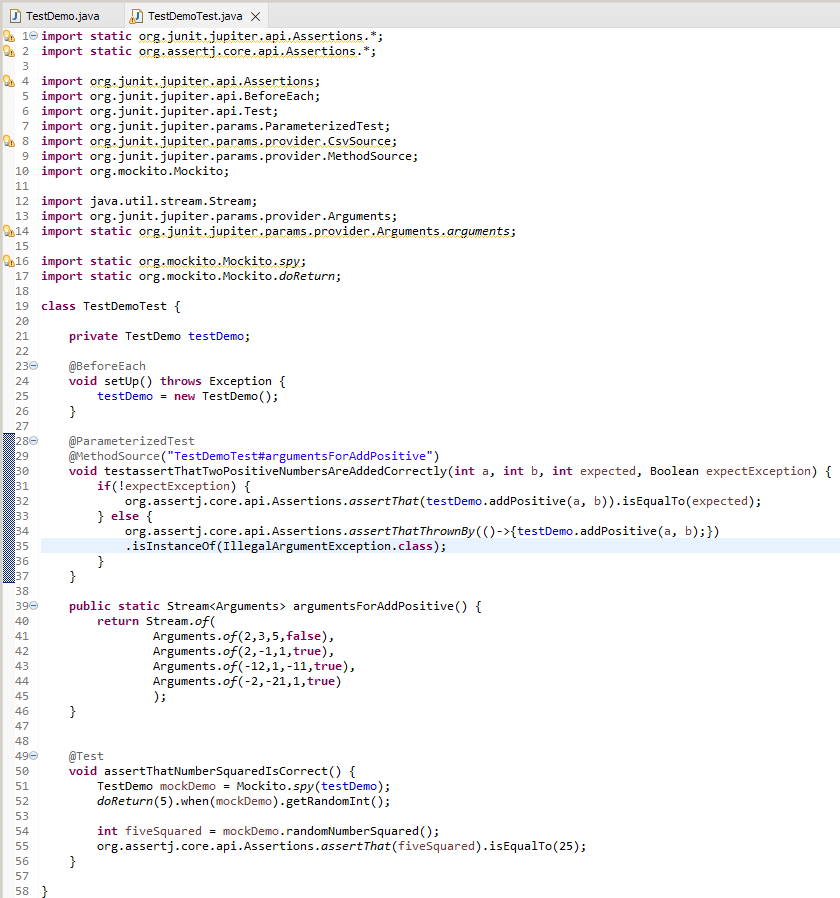 TestDemo.java TestDemoTest.java
1 import static org.junit.jupiter.api.Assertions.*;
2 import static org.assertj.core.api.Assertions.*;
3
4 import org.junit.jupiter.api.Assertions;
5 import org.junit.jupiter.api.BeforeEach;
6 import org.junit.jupiter.api.Test;
7 import org.junit.jupiter.params.ParameterizedTest;
8 import org.junit.jupiter.params.provider.CsvSource;
9 import org.junit.jupiter.params.provider.MethodSource;
10 import org.mockito.Mockito;
11
12 import java.util.stream.Stream;
13 import org.junit.jupiter.params.provider.Arguments;
14 import static org.junit.jupiter.params.provider.Arguments.arguments;
15
16 import static org.mockito.Mockito.spy;
17 import static org.mockito.Mockito.doReturn;
18
19 class TestDemoTest {
20
21     private TestDemo testDemo;
22
23     @BeforeEach
24     void setUp() throws Exception {
25         testDemo = new TestDemo();
26     }
27
28     @ParameterizedTest
29     @MethodSource("TestDemoTest#argumentsForAddPositive")
30     void testassertThatTwoPositiveNumbersAreAddedCorrectly(int a, int b, int expected, Boolean expectException) {
31         if(!expectException) {
32             org.assertj.core.api.Assertions.assertThat(testDemo.addPositive(a, b)).isEqualTo(expected);
33         } else {
34             org.assertj.core.api.Assertions.assertThatThrownBy(()->{testDemo.addPositive(a, b);})
35             .isInstanceOf(IllegalArgumentException.class);
36         }
37     }
38
39     public static Stream<Arguments> argumentsForAddPositive() {
40         return Stream.of(
41                 Arguments.of(2,3,5,false),
42                 Arguments.of(2,-1,1,true),
43                 Arguments.of(-12,1,-11,true),
44                 Arguments.of(-2,-21,1,true)
45                 );
46     }
47
48
49     @Test
50     void assertThatNumberSquaredIsCorrect() {
51         TestDemo mockDemo = Mockito.spy(testDemo);
52         doReturn(5).when(mockDemo).getRandomInt();
53
54         int fiveSquared = mockDemo.randomNumberSquared();
55         org.assertj.core.api.Assertions.assertThat(fiveSquared).isEqualTo(25);
56     }
57
58 }